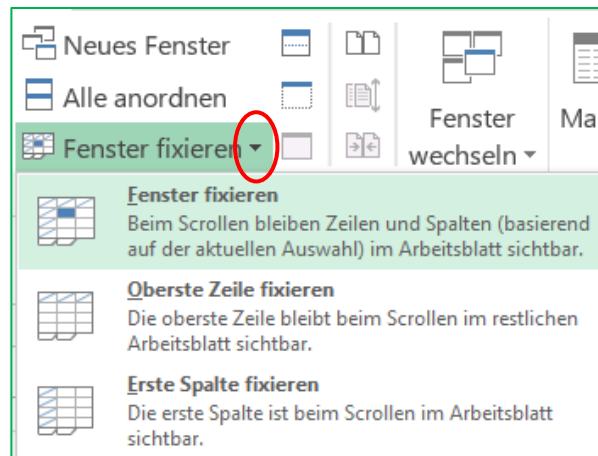 Neues Fenster
Alle anordnen
Fenster fixieren
Fenster
wechseln
Ma
Fenster fixieren
Beim Scrollen bleiben Zeilen und Spalten (basierend
auf der aktuellen Auswahl) im Arbeitsblatt sichtbar.
Oberste Zeile fixieren
Die oberste Zeile bleibt beim Scrollen im restlichen
Arbeitsblatt sichtbar.
Erste Spalte fixieren
Die erste Spalte ist beim Scrollen im Arbeitsblatt
sichtbar.